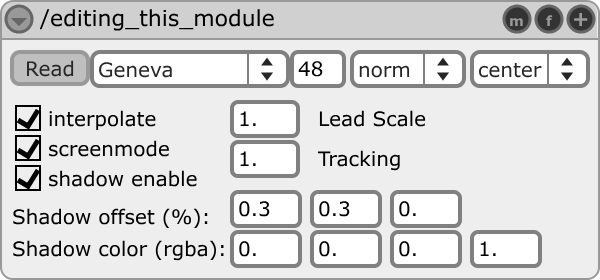 /editing_this_module m f +
Read Geneva 48 norm center
interpolate 1. Lead Scale
screenmode
1. Tracking
shadow enable
Shadow offset (%): 0.3 0.3 0.
Shadow color (rgba): 0. 0. 0. 1.